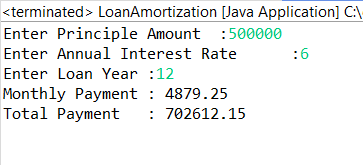 <terminated> LoanAmortization [Java Application] C:\
Enter Principle Amount  :500000
Enter Annual Interest Rate      :6
Enter Loan Year :12
Monthly Payment : 4879.25
Total Payment   : 702612.15